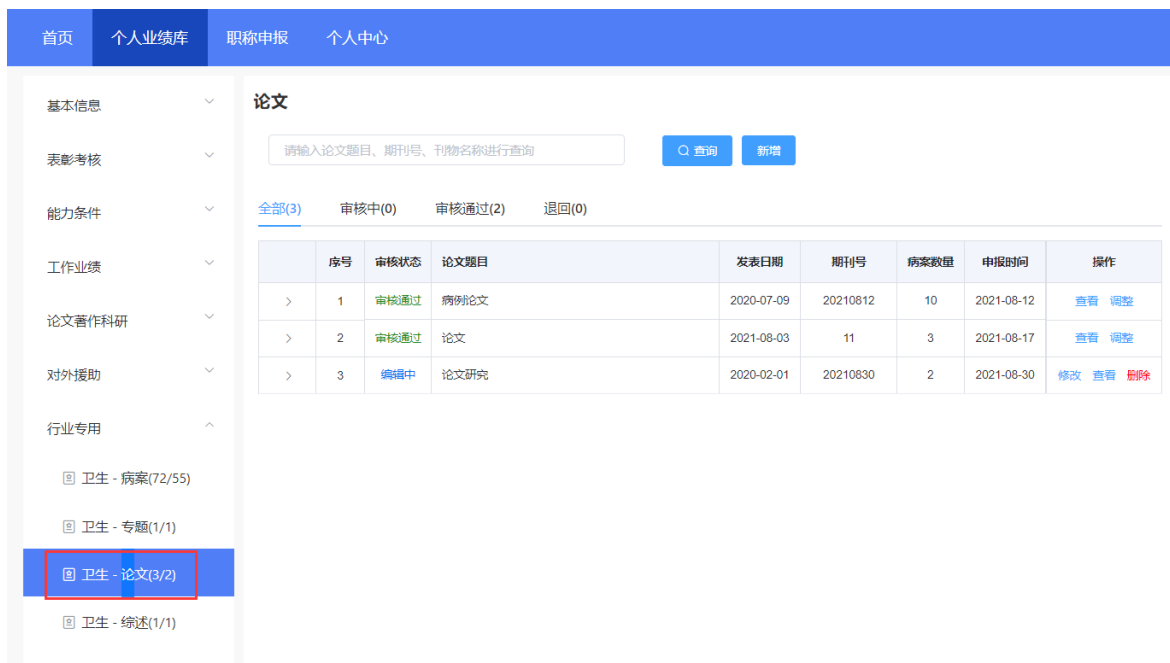 首页 个人业绩库 职称申报 个人中心
基本信息
表彰考核
能力条件
工作业绩
论文著作科研
对外援助
行业专用
卫生 - 病案(72/55)
卫生 - 专题(1/1)
卫生 - 论文(3/2)
卫生 - 综述(1/1)
论文
请输入论文题目、期刊号、刊物名称进行查询 查询 新增
全部(3) 审核中(0) 审核通过(2) 退回(0)
序号 审核状态 论文题目 发表日期 期刊号 病案数量 申报时间 操作
1 审核通过 病例论文 2020-07-09 20210812 10 2021-08-12 查看 调整
2 审核通过 论文 2021-08-03 11 3 2021-08-17 查看 调整
3 编辑中 论文研究 2020-02-01 20210830 2 2021-08-30 修改 查看 删除